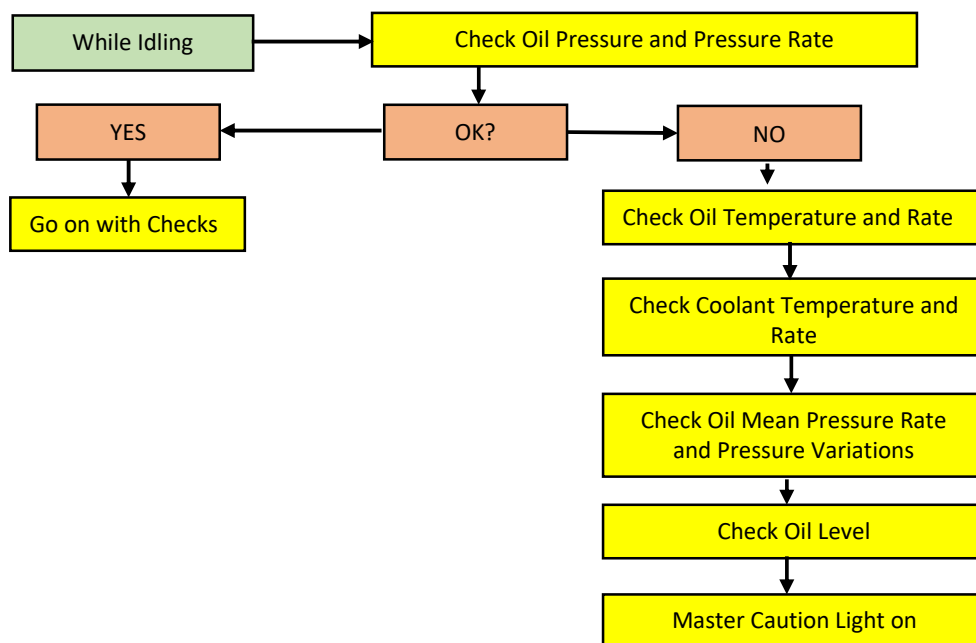 While Idling
Check Oil Pressure and Pressure Rate
YES
OK?
NO
Go on with Checks
Check Oil Temperature and Rate
Check Coolant Temperature and
Rate
Check Oil Mean Pressure Rate
and Pressure Variations
Check Oil Level
Master Caution Light on